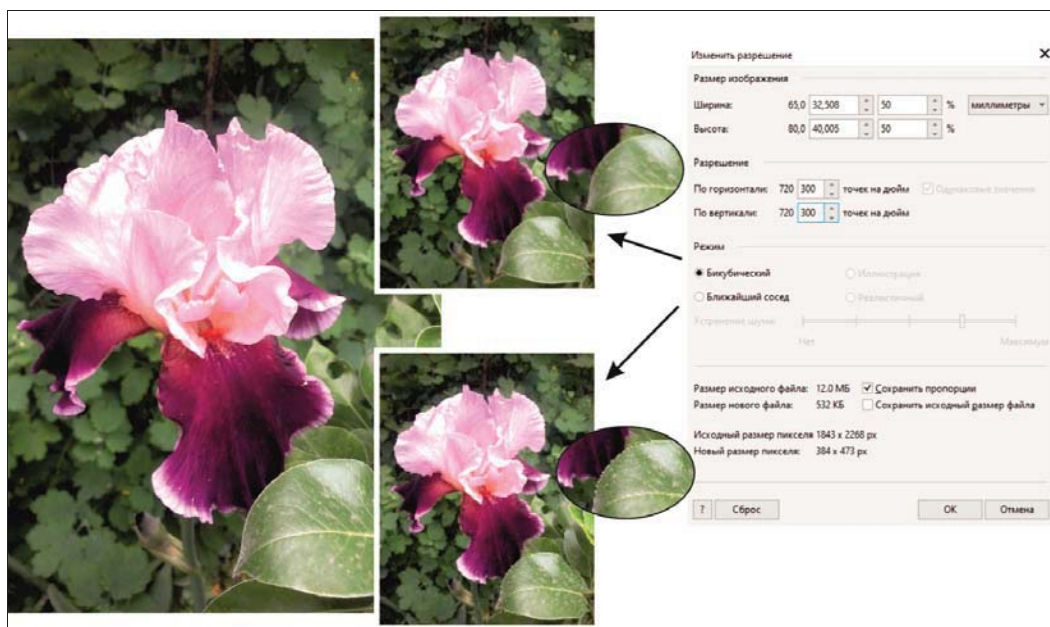 Изменить разрешение
Размер изображения
Ширина: 65,0 32,508 50 % миллиметры
Высота: 80,0 40,005 50 %
Разрешение
По горизонтали: 720 300 точек на дюйм Одинаковые значения
По вертикали: 720 300 точек на дюйм
Режим
Бикубический Иллюстрация
Ближайший сосед Реалистичный
Устранение шума:
Нет Максимум
Размер исходного файла: 12.0 МБ Сохранить пропорции
Размер нового файла: 532 КБ Сохранить исходный размер файла
Исходный размер пикселя 1843 x 2268 px
Новый размер пикселя: 384 x 473 px
? Сброс OK Отмена